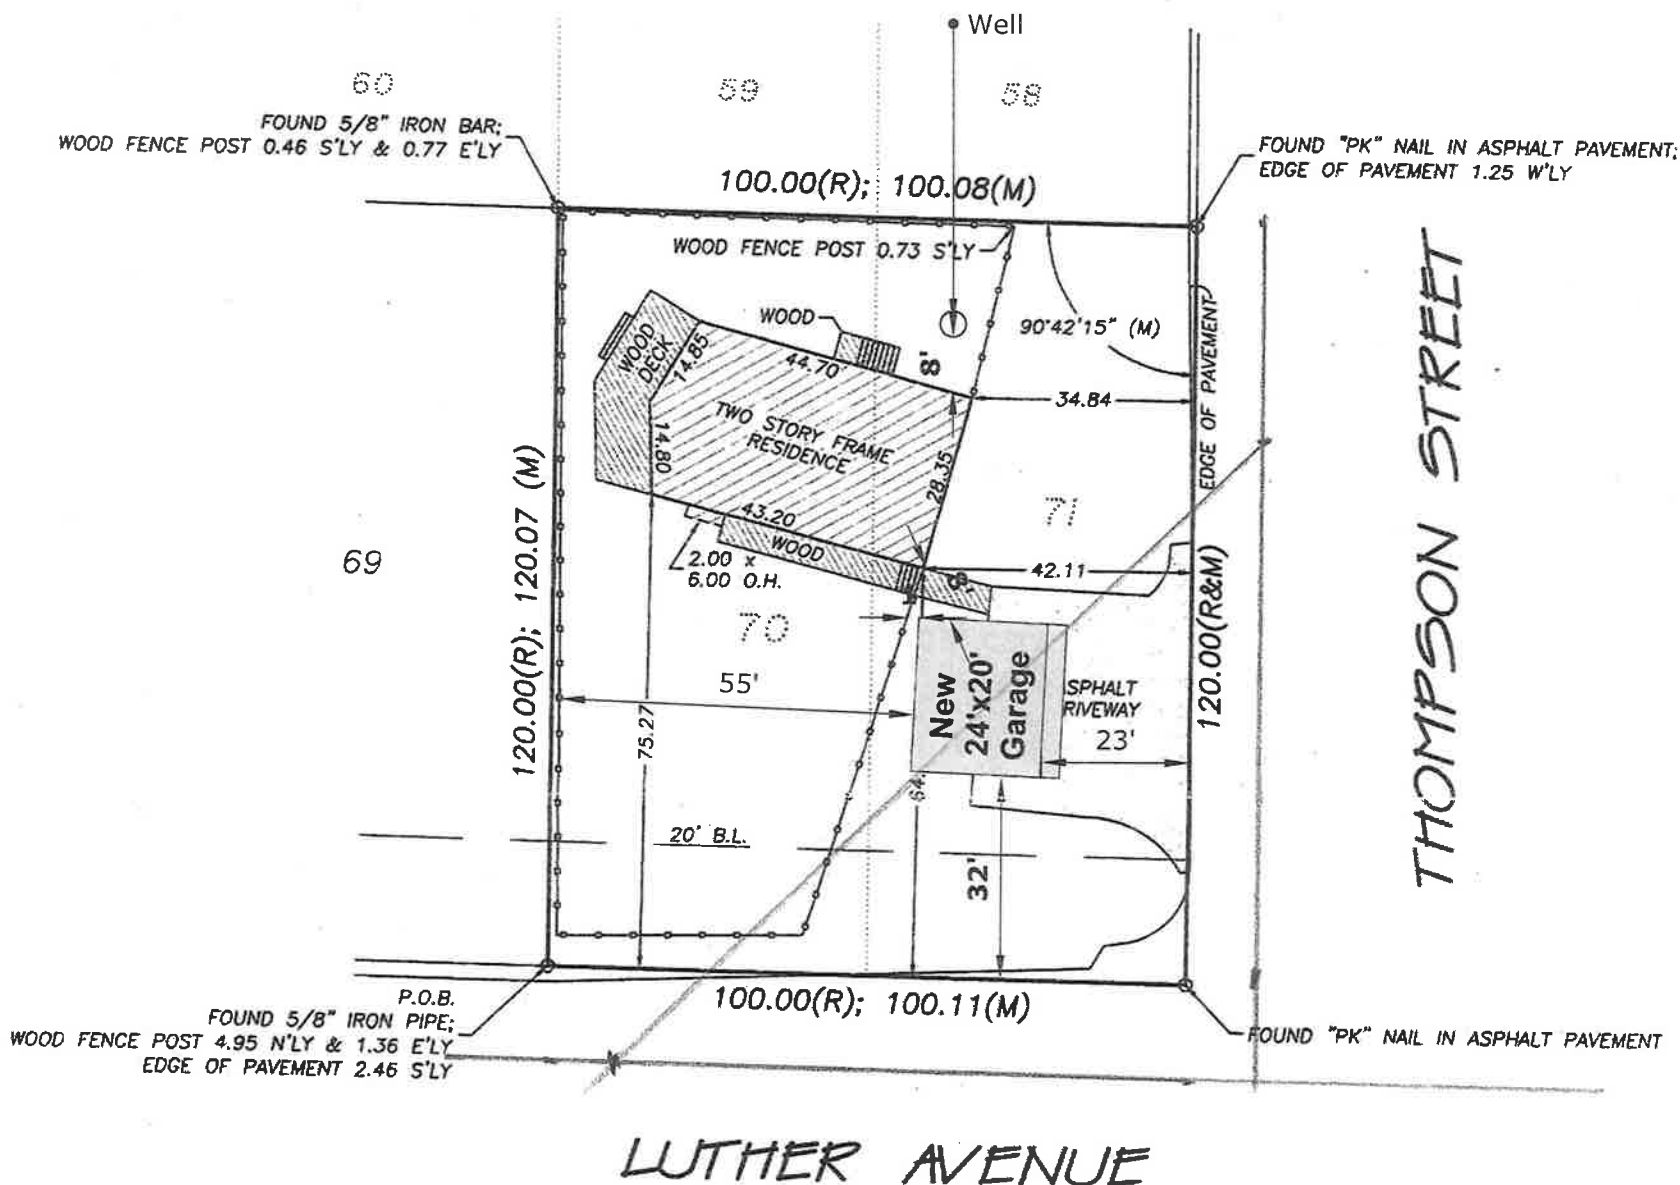 Well
60
59
58
FOUND 5/8" IRON BAR;
WOOD FENCE POST 0.46 S'LY & 0.77 E'LY
FOUND "PK" NAIL IN ASPHALT PAVEMENT;
EDGE OF PAVEMENT 1.25 W'LY
100.00(R); 100.08(M)
WOOD FENCE POST 0.73 S'LY
90°42'15" (M)
WOOD
WOOD
DECK
14.85
44.70
8'
34.84
EDGE OF PAVEMENT
THOMPSON STREET
TWO STORY FRAME
RESIDENCE
14.80
28.35
71
120.00(R); 120.07 (M)
69
43.20
WOOD
2.00 x
6.00 O.H.
42.11
120.00(R&M)
70
55'
75.27
New
24'x20'
Garage
SPHALT
RIVEWAY
23'
64.
20' B.L.
32'
P.O.B.
FOUND 5/8" IRON PIPE;
WOOD FENCE POST 4.95 N'LY & 1.36 E'LY
EDGE OF PAVEMENT 2.46 S'LY
100.00(R); 100.11(M)
FOUND "PK" NAIL IN ASPHALT PAVEMENT
LUTHER AVENUE